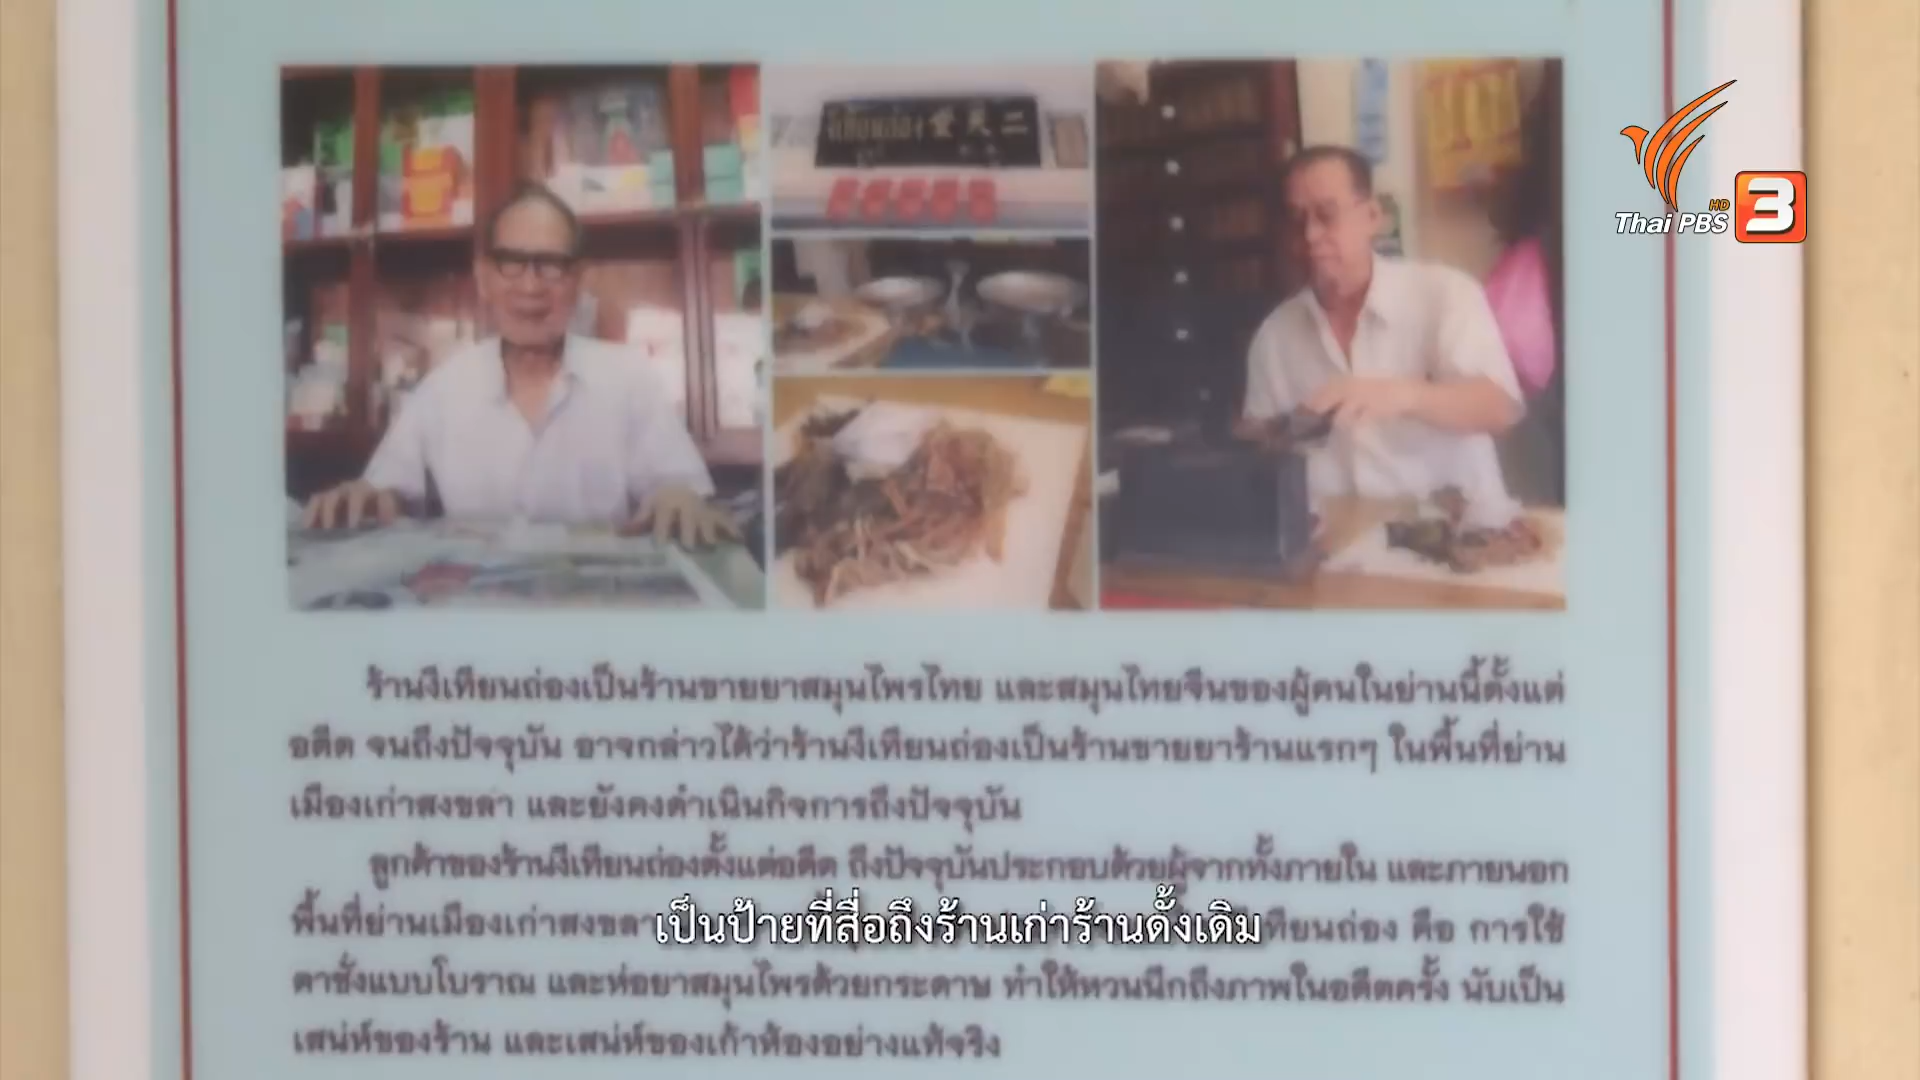 二天堂
Thai PBS
HD
3
ร้านงีเทียนถ่องเป็นร้านขายยาสมุนไพรไทย และสมุนไทยจีนของผู้คนในย่านนี้ตั้งแต่
อดีต จนถึงปัจจุบัน อาจกล่าวได้ว่าร้านงีเทียนถ่องเป็นร้านขายยาร้านแรกๆ ในพื้นที่ย่าน
เมืองเก่าสงขลา และยังคงดำเนินกิจการถึงปัจจุบัน
ลูกค้าของร้านงีเทียนถ่องตั้งแต่อดีต ถึงปัจจุบันประกอบด้วยผู้จากทั้งภายใน และภายนอก
พื้นที่ย่านเมืองเก่าสงขลา เทียนถ่อง คือ การใช้
เป็นป้ายที่สื่อถึงร้านเก่าร้านดั้งเดิม
ตาชั่งแบบโบราณ และห่อยาสมุนไพรด้วยกระดาษ ทำให้หวนนึกถึงภาพในอดีตครั้ง นับเป็น
เสน่ห์ของร้าน และเสน่ห์ของเก้าห้องอย่างแท้จริง